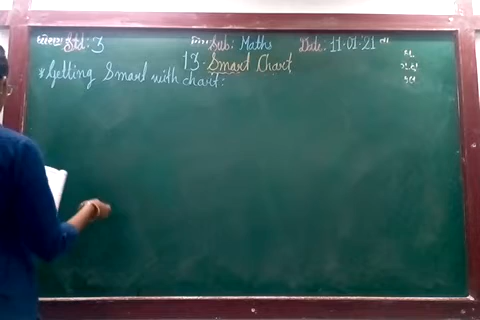 Std: 3 Sub: Maths Date: 11.01.'21
13. Smart Chart
* Getting Smart with chart: